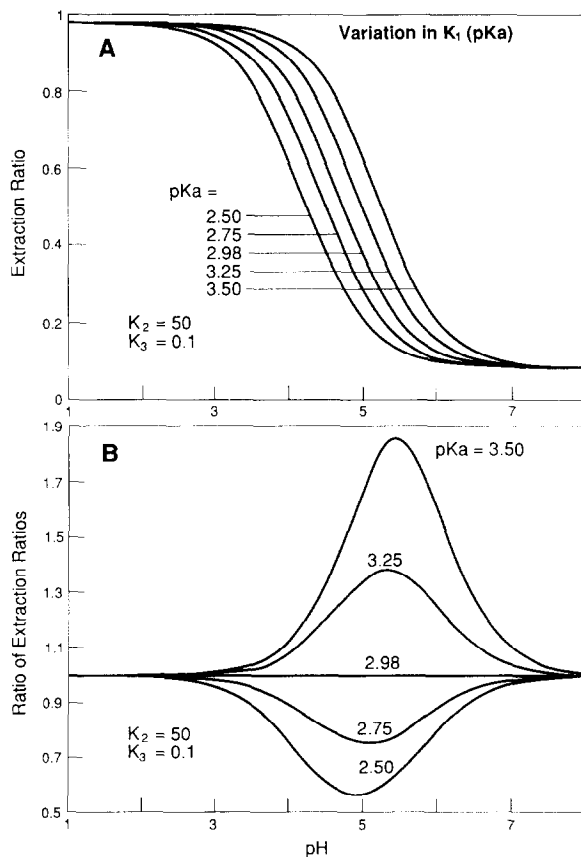 A
Variation in K₁ (pKa)
Extraction Ratio
1
0.8
0.6
0.4
0.2
0
pKa =
2.50
2.75
2.98
3.25
3.50
K₂ = 50
K₃ = 0.1
1
3
5
7
B
Ratio of Extraction Ratios
1.9
1.7
1.5
1.3
1.1
0.9
0.7
0.5
pKa = 3.50
3.25
2.98
2.75
2.50
K₂ = 50
K₃ = 0.1
1
3
5
7
pH